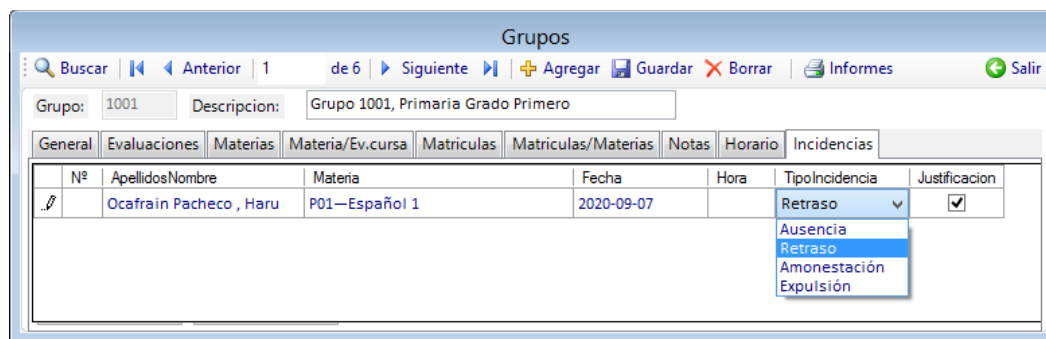 Grupos
Buscar Anterior 1 de 6 Siguiente Agregar Guardar Borrar Informes Salir
Grupo: 1001 Descripcion: Grupo 1001, Primaria Grado Primero
General Evaluaciones Materias Materia/Ev.cursa Matriculas Matriculas/Materias Notas Horario Incidencias
Nº ApellidosNombre Materia Fecha Hora TipoIncidencia Justificacion
Ocafrain Pacheco , Haru P01—Español 1 2020-09-07 Retraso
Ausencia
Retraso
Amonestación
Expulsión